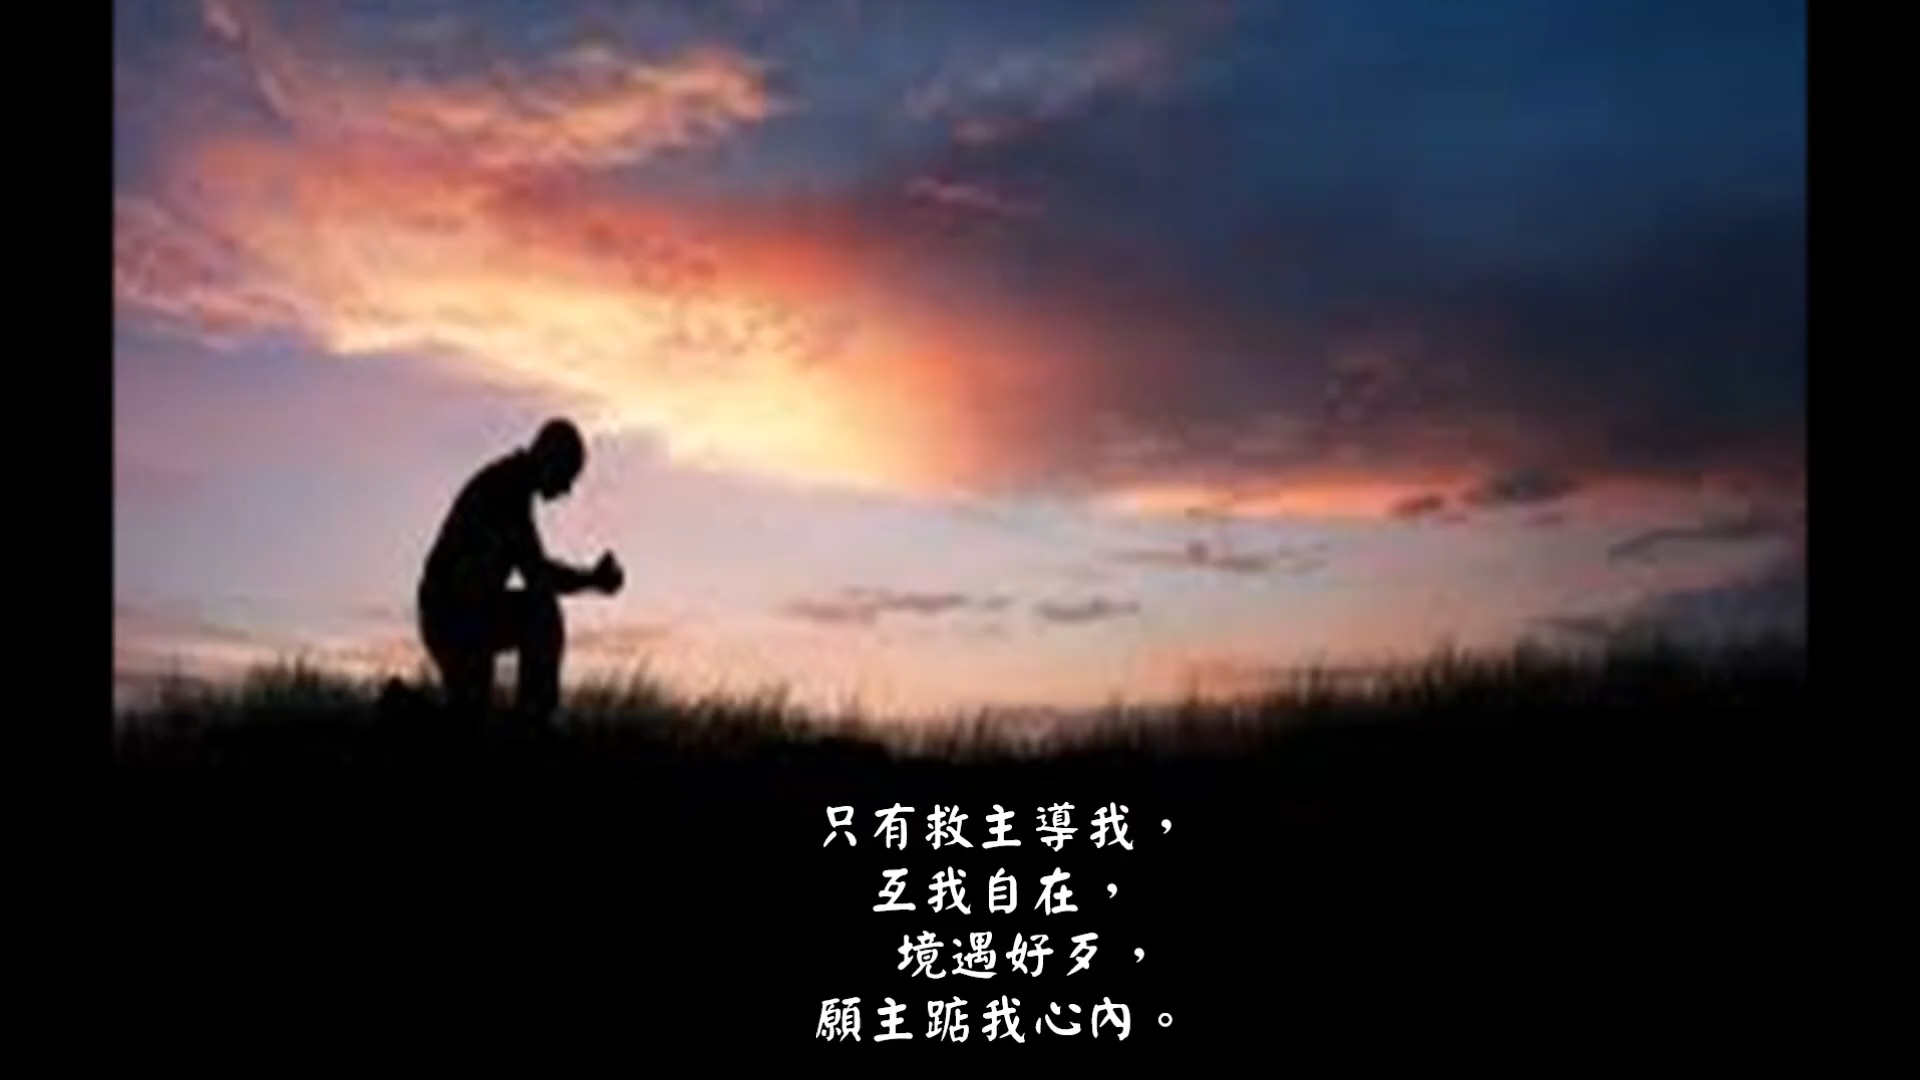 只有救主導我，
互我自在，
境遇好歹，
願主踮我心內。